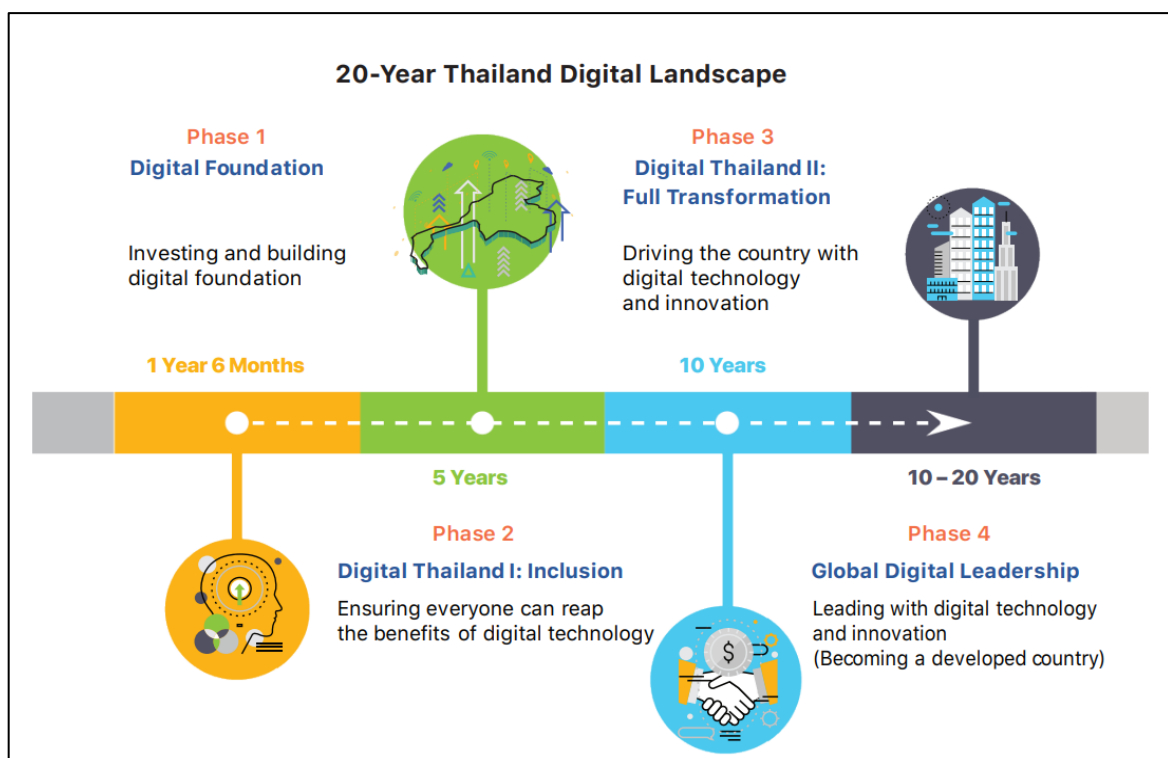 20-Year Thailand Digital Landscape
Phase 1
Digital Foundation
Investing and building
digital foundation
1 Year 6 Months
Phase 2
Digital Thailand I: Inclusion
Ensuring everyone can reap
the benefits of digital technology
5 Years
Phase 3
Digital Thailand II:
Full Transformation
Driving the country with
digital technology
and innovation
10 Years
$
Phase 4
Global Digital Leadership
Leading with digital technology
and innovation
(Becoming a developed country)
10 – 20 Years